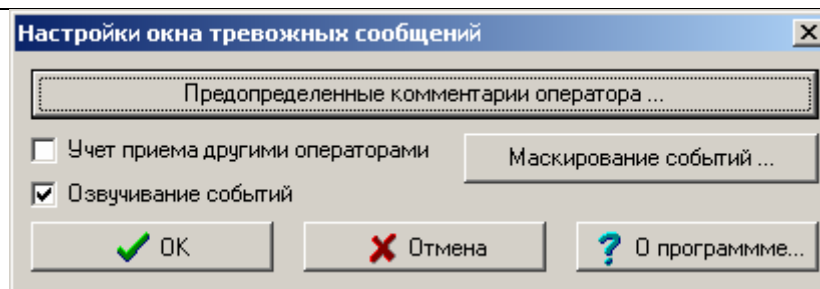 Настройки окна тревожных сообщений
Предопределенные комментарии оператора ...
Учет приема другими операторами
Маскирование событий ...
Озвучивание событий
OK
Отмена
О программме...